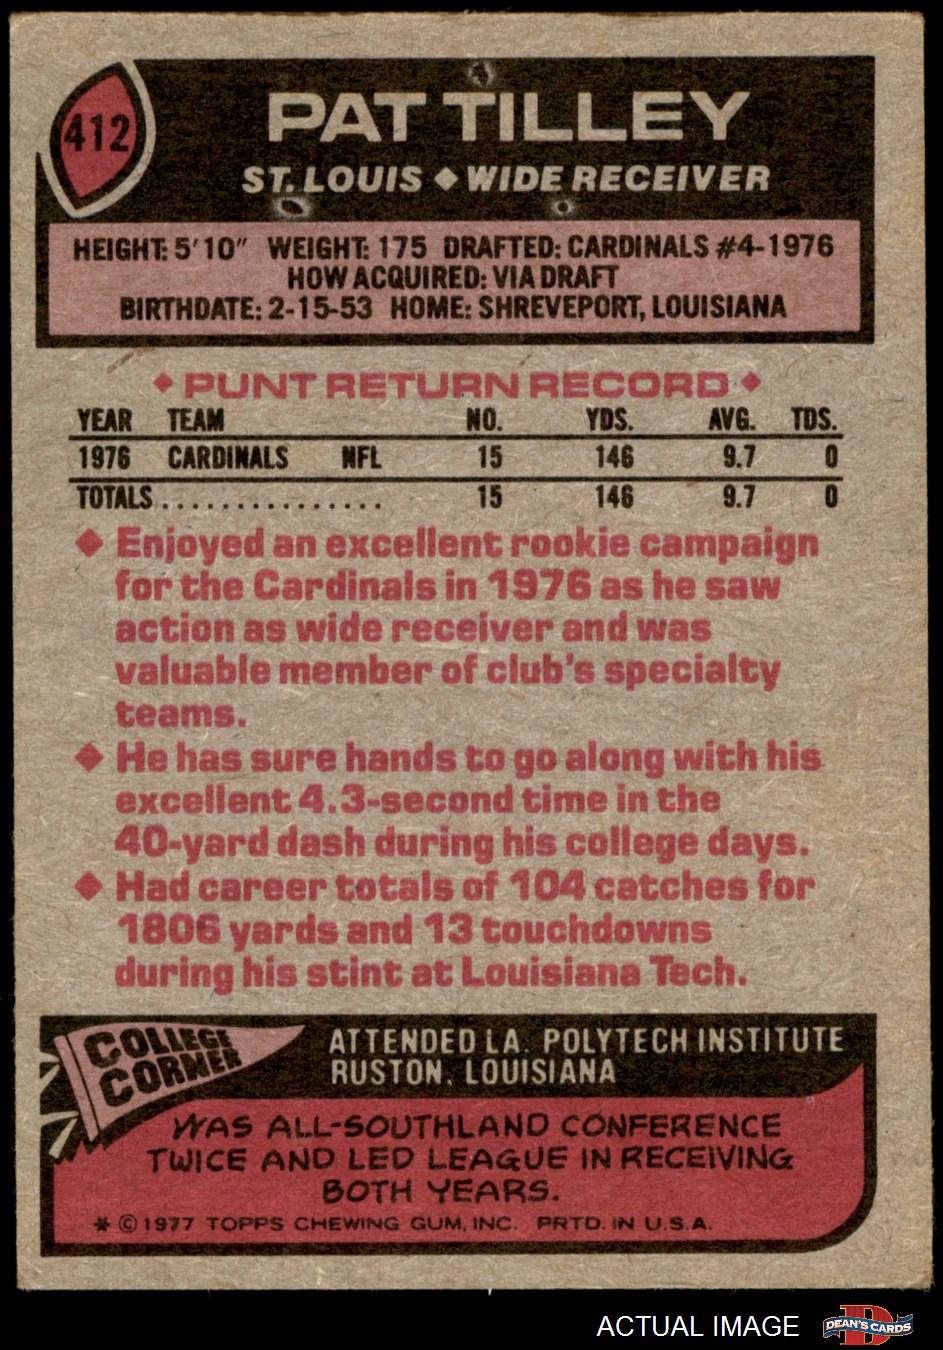 412
PAT TILLEY
ST. LOUIS ◆ WIDE RECEIVER
HEIGHT: 5'10" WEIGHT: 175 DRAFTED: CARDINALS #4-1976
HOW ACQUIRED: VIA DRAFT
BIRTHDATE: 2-15-53 HOME: SHREVEPORT, LOUISIANA
◆ PUNT RETURN RECORD ◆
YEAR TEAM NO. YDS. AVG. TDS.
1976 CARDINALS NFL 15 146 9.7 0
TOTALS................ 15 146 9.7 0
◆ Enjoyed an excellent rookie campaign
for the Cardinals in 1976 as he saw
action as wide receiver and was
valuable member of club's specialty
teams.
◆ He has sure hands to go along with his
excellent 4.3-second time in the
40-yard dash during his college days.
◆ Had career totals of 104 catches for
1806 yards and 13 touchdowns
during his stint at Louisiana Tech.
COLLEGE
CORNER
ATTENDED LA. POLYTECH INSTITUTE
RUSTON, LOUISIANA
WAS ALL-SOUTHLAND CONFERENCE
TWICE AND LED LEAGUE IN RECEIVING
BOTH YEARS.
* © 1977 TOPPS CHEWING GUM, INC. PRTD. IN U.S.A.
ACTUAL IMAGE
D
DEAN'S CARDS